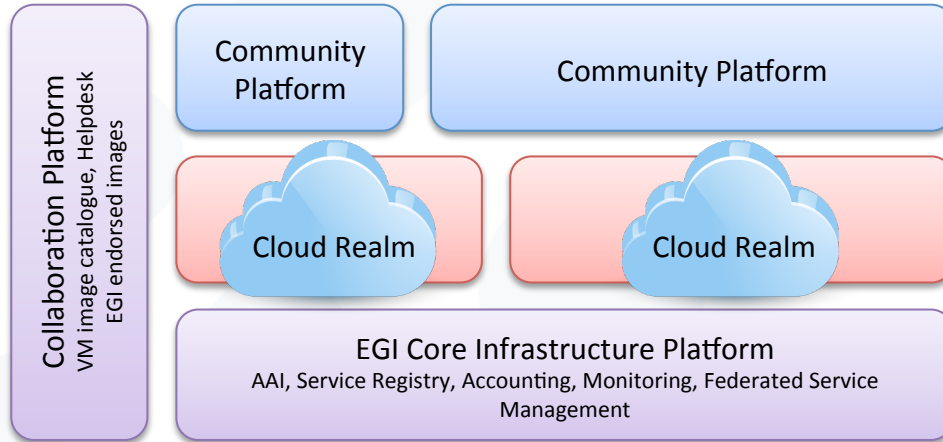 Collaboration Platform
VM image catalogue, Helpdesk
EGI endorsed images
Community
Platform
Community Platform
Cloud Realm
Cloud Realm
EGI Core Infrastructure Platform
AAI, Service Registry, Accounting, Monitoring, Federated Service
Management